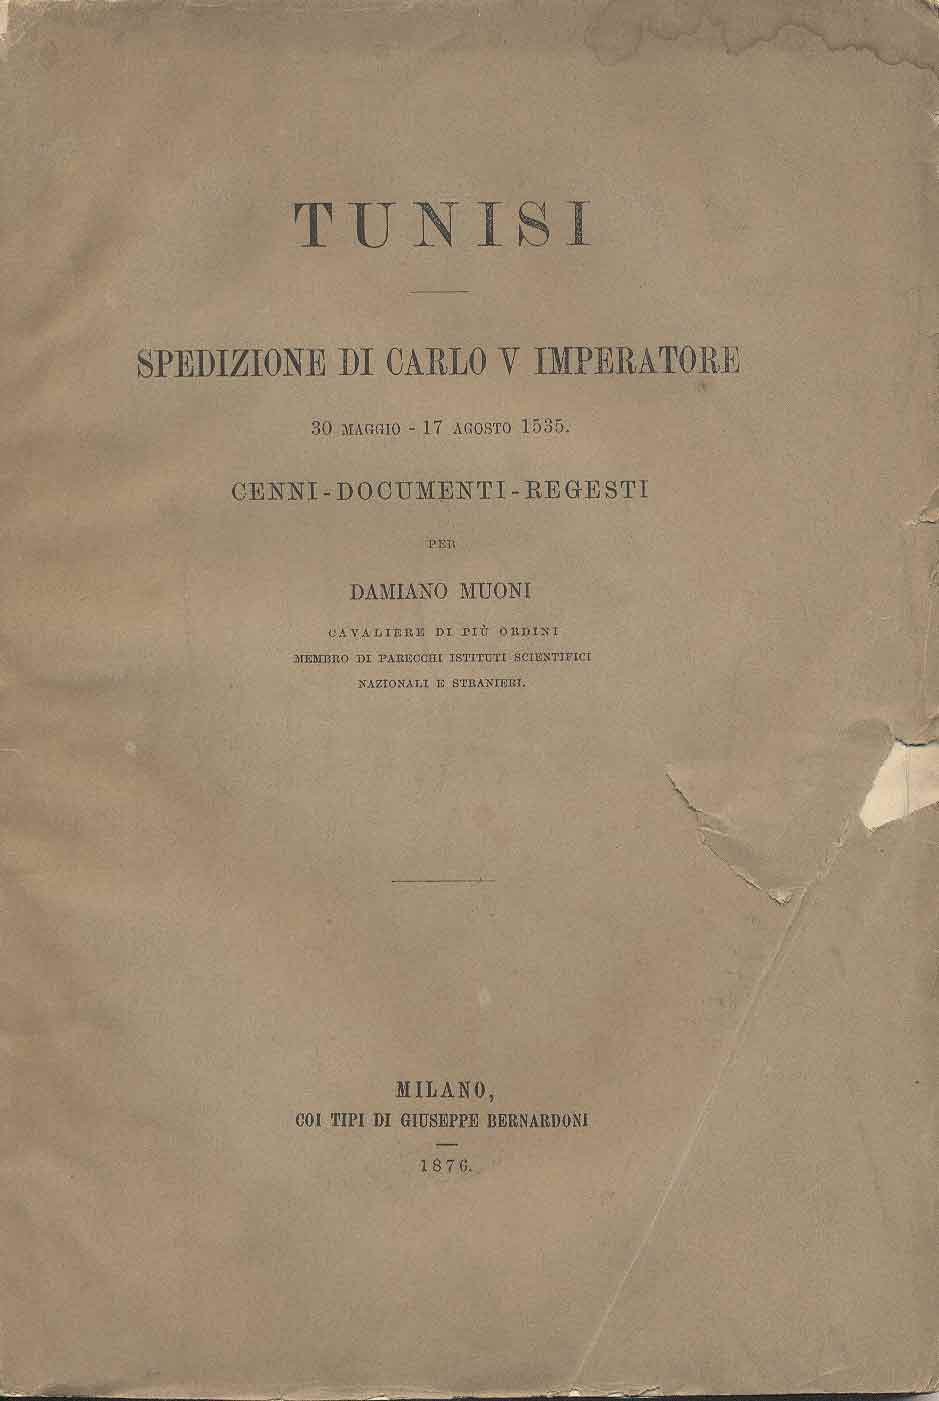 TUNISI
SPEDIZIONE DI CARLO V IMPERATORE
30 MAGGIO - 17 AGOSTO 1535.
CENNI-DOCUMENTI-REGESTI
PER
DAMIANO MUONI
CAVALIERE DI PIÙ ORDINI
MEMBRO DI PARECCHI ISTITUTI SCIENTIFICI
NAZIONALI E STRANIERI.
MILANO,
COI TIPI DI GIUSEPPE BERNARDONI
1876.